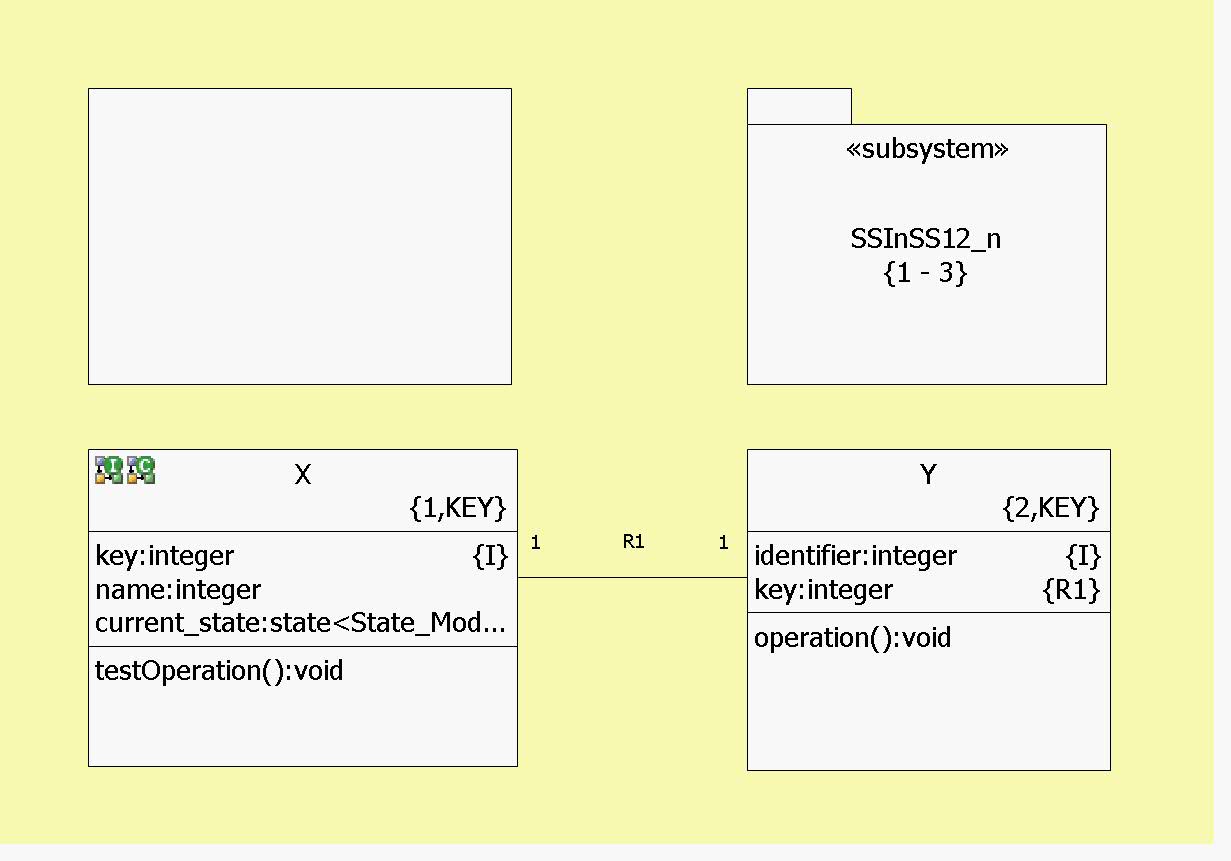 «subsystem»
SSInSS12_n
{1 - 3}
I C
X
{1,KEY}
key:integer {I}
name:integer
current_state:state<State_Mod...
testOperation():void
1 R1 1
Y
{2,KEY}
identifier:integer {I}
key:integer {R1}
operation():void